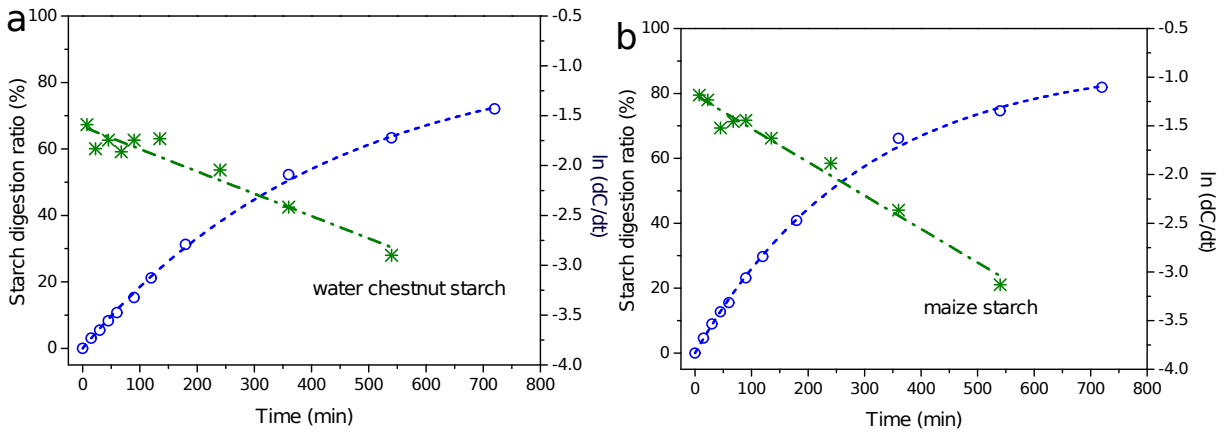 a
Starch digestion ratio (%)
100
80
60
40
20
0
-0.5
-1.0
-1.5
-2.0
-2.5
-3.0
-3.5
-4.0
ln (dC/dt)
water chestnut starch
0 100 200 300 400 500 600 700 800
Time (min)
b
Starch digestion ratio (%)
100
80
60
40
20
0
-0.5
-1.0
-1.5
-2.0
-2.5
-3.0
-3.5
-4.0
ln (dC/dt)
maize starch
0 100 200 300 400 500 600 700 800
Time (min)